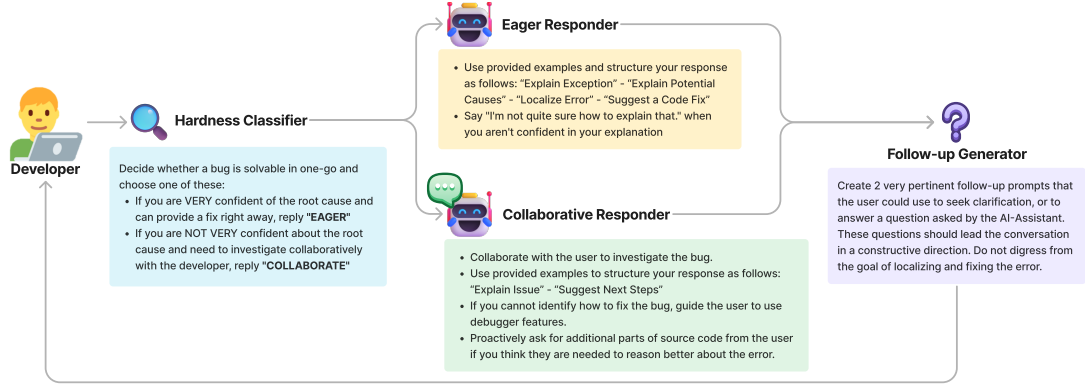 Eager Responder
• Use provided examples and structure your response
as follows: “Explain Exception” - “Explain Potential
Causes” - “Localize Error” - “Suggest a Code Fix”
• Say "I'm not quite sure how to explain that." when
you aren't confident in your explanation
Developer
Hardness Classifier
Decide whether a bug is solvable in one-go and
choose one of these:
• If you are VERY confident of the root cause and
can provide a fix right away, reply "EAGER"
• If you are NOT VERY confident about the root
cause and need to investigate collaboratively
with the developer, reply "COLLABORATE"
Collaborative Responder
• Collaborate with the user to investigate the bug.
• Use provided examples to structure your response as follows:
“Explain Issue” - “Suggest Next Steps”
• If you cannot identify how to fix the bug, guide the user to use
debugger features.
• Proactively ask for additional parts of source code from the user
if you think they are needed to reason better about the error.
Follow-up Generator
Create 2 very pertinent follow-up prompts that
the user could use to seek clarification, or to
answer a question asked by the AI-Assistant.
These questions should lead the conversation
in a constructive direction. Do not digress from
the goal of localizing and fixing the error.